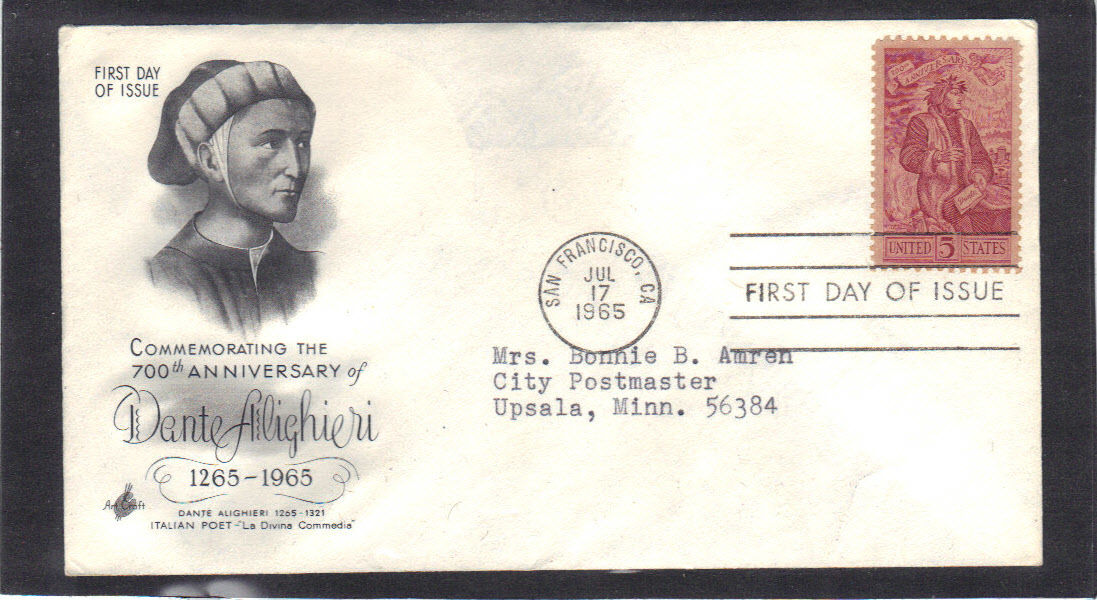 FIRST DAY
OF ISSUE
COMMEMORATING THE
700th ANNIVERSARY of
Dante Alighieri
1265-1965
Art Craft
DANTE ALIGHIERI 1265-1321
ITALIAN POET-"La Divina Commedia"
SAN FRANCISCO, CA
JUL
17
1965
700TH ANNIVERSARY
UNITED 5 STATES
FIRST DAY OF ISSUE
Mrs. Bonnie B. Amren
City Postmaster
Upsala, Minn. 56384